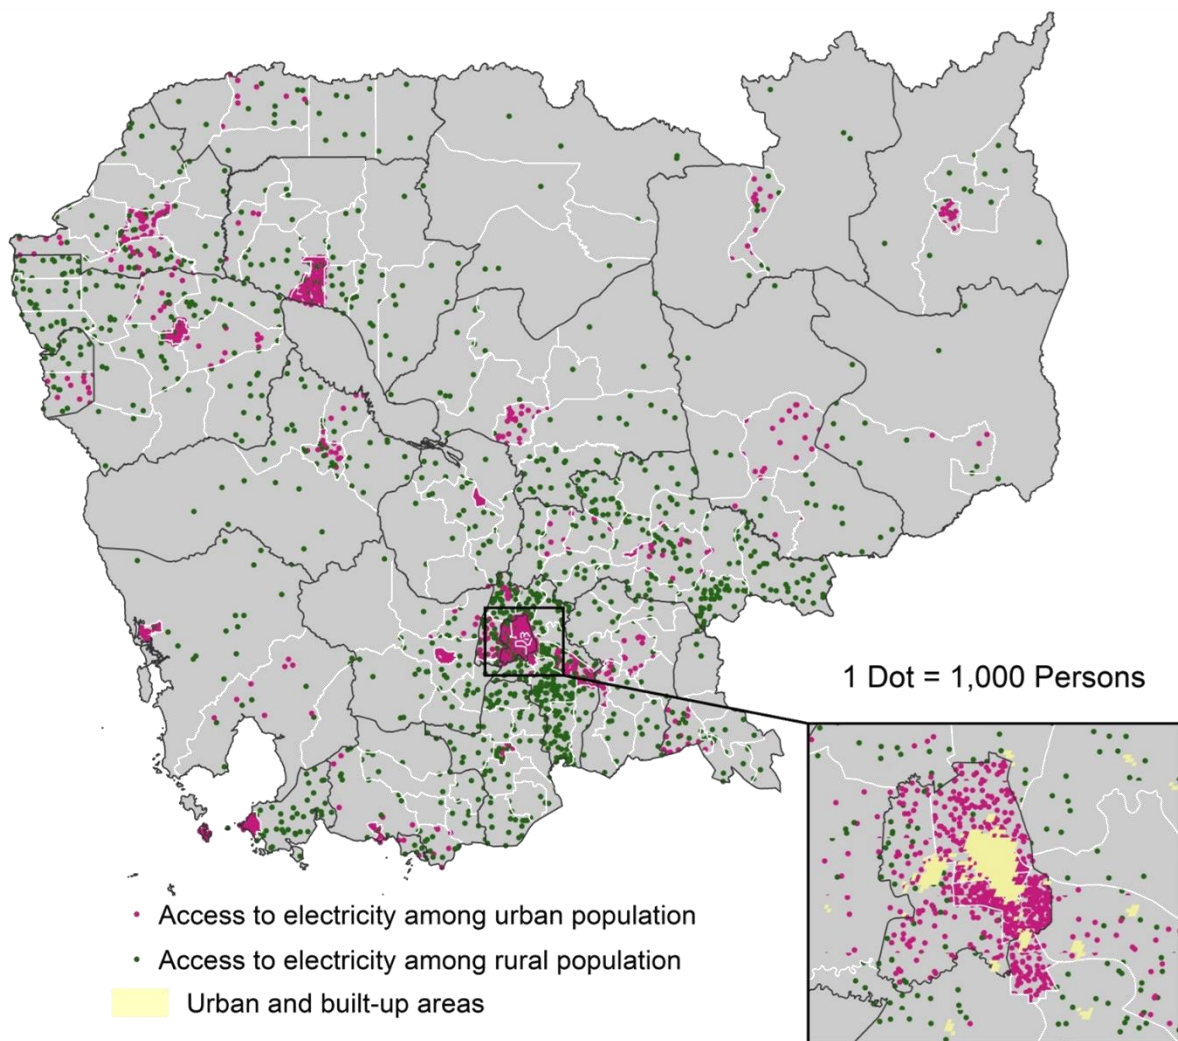 1 Dot = 1,000 Persons
Access to electricity among urban population
Access to electricity among rural population
Urban and built-up areas